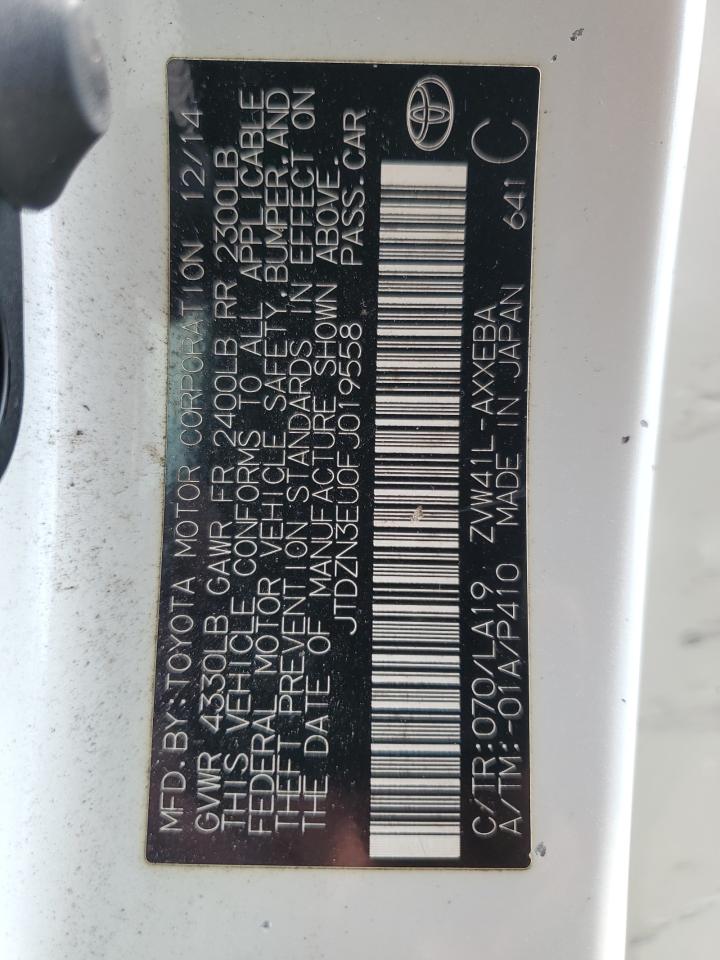 MFD.BY:TOYOTA MOTOR CORPORATION 12/14
GVWR 4330LB GAWR FR 2400LB RR 2300LB
THIS VEHICLE CONFORMS TO ALL APPLICABLE
FEDERAL MOTOR VEHICLE SAFETY,BUMPER,AND
THEFT PREVENTION STANDARDS IN EFFECT ON
THE DATE OF MANUFACTURE SHOWN ABOVE.
JTDZN3EU0FJ019558 PASS.CAR
C/TR:070/LA19 ZVW41L-AXXEBA
A/TM:-01A/P410 MADE IN JAPAN 641 C